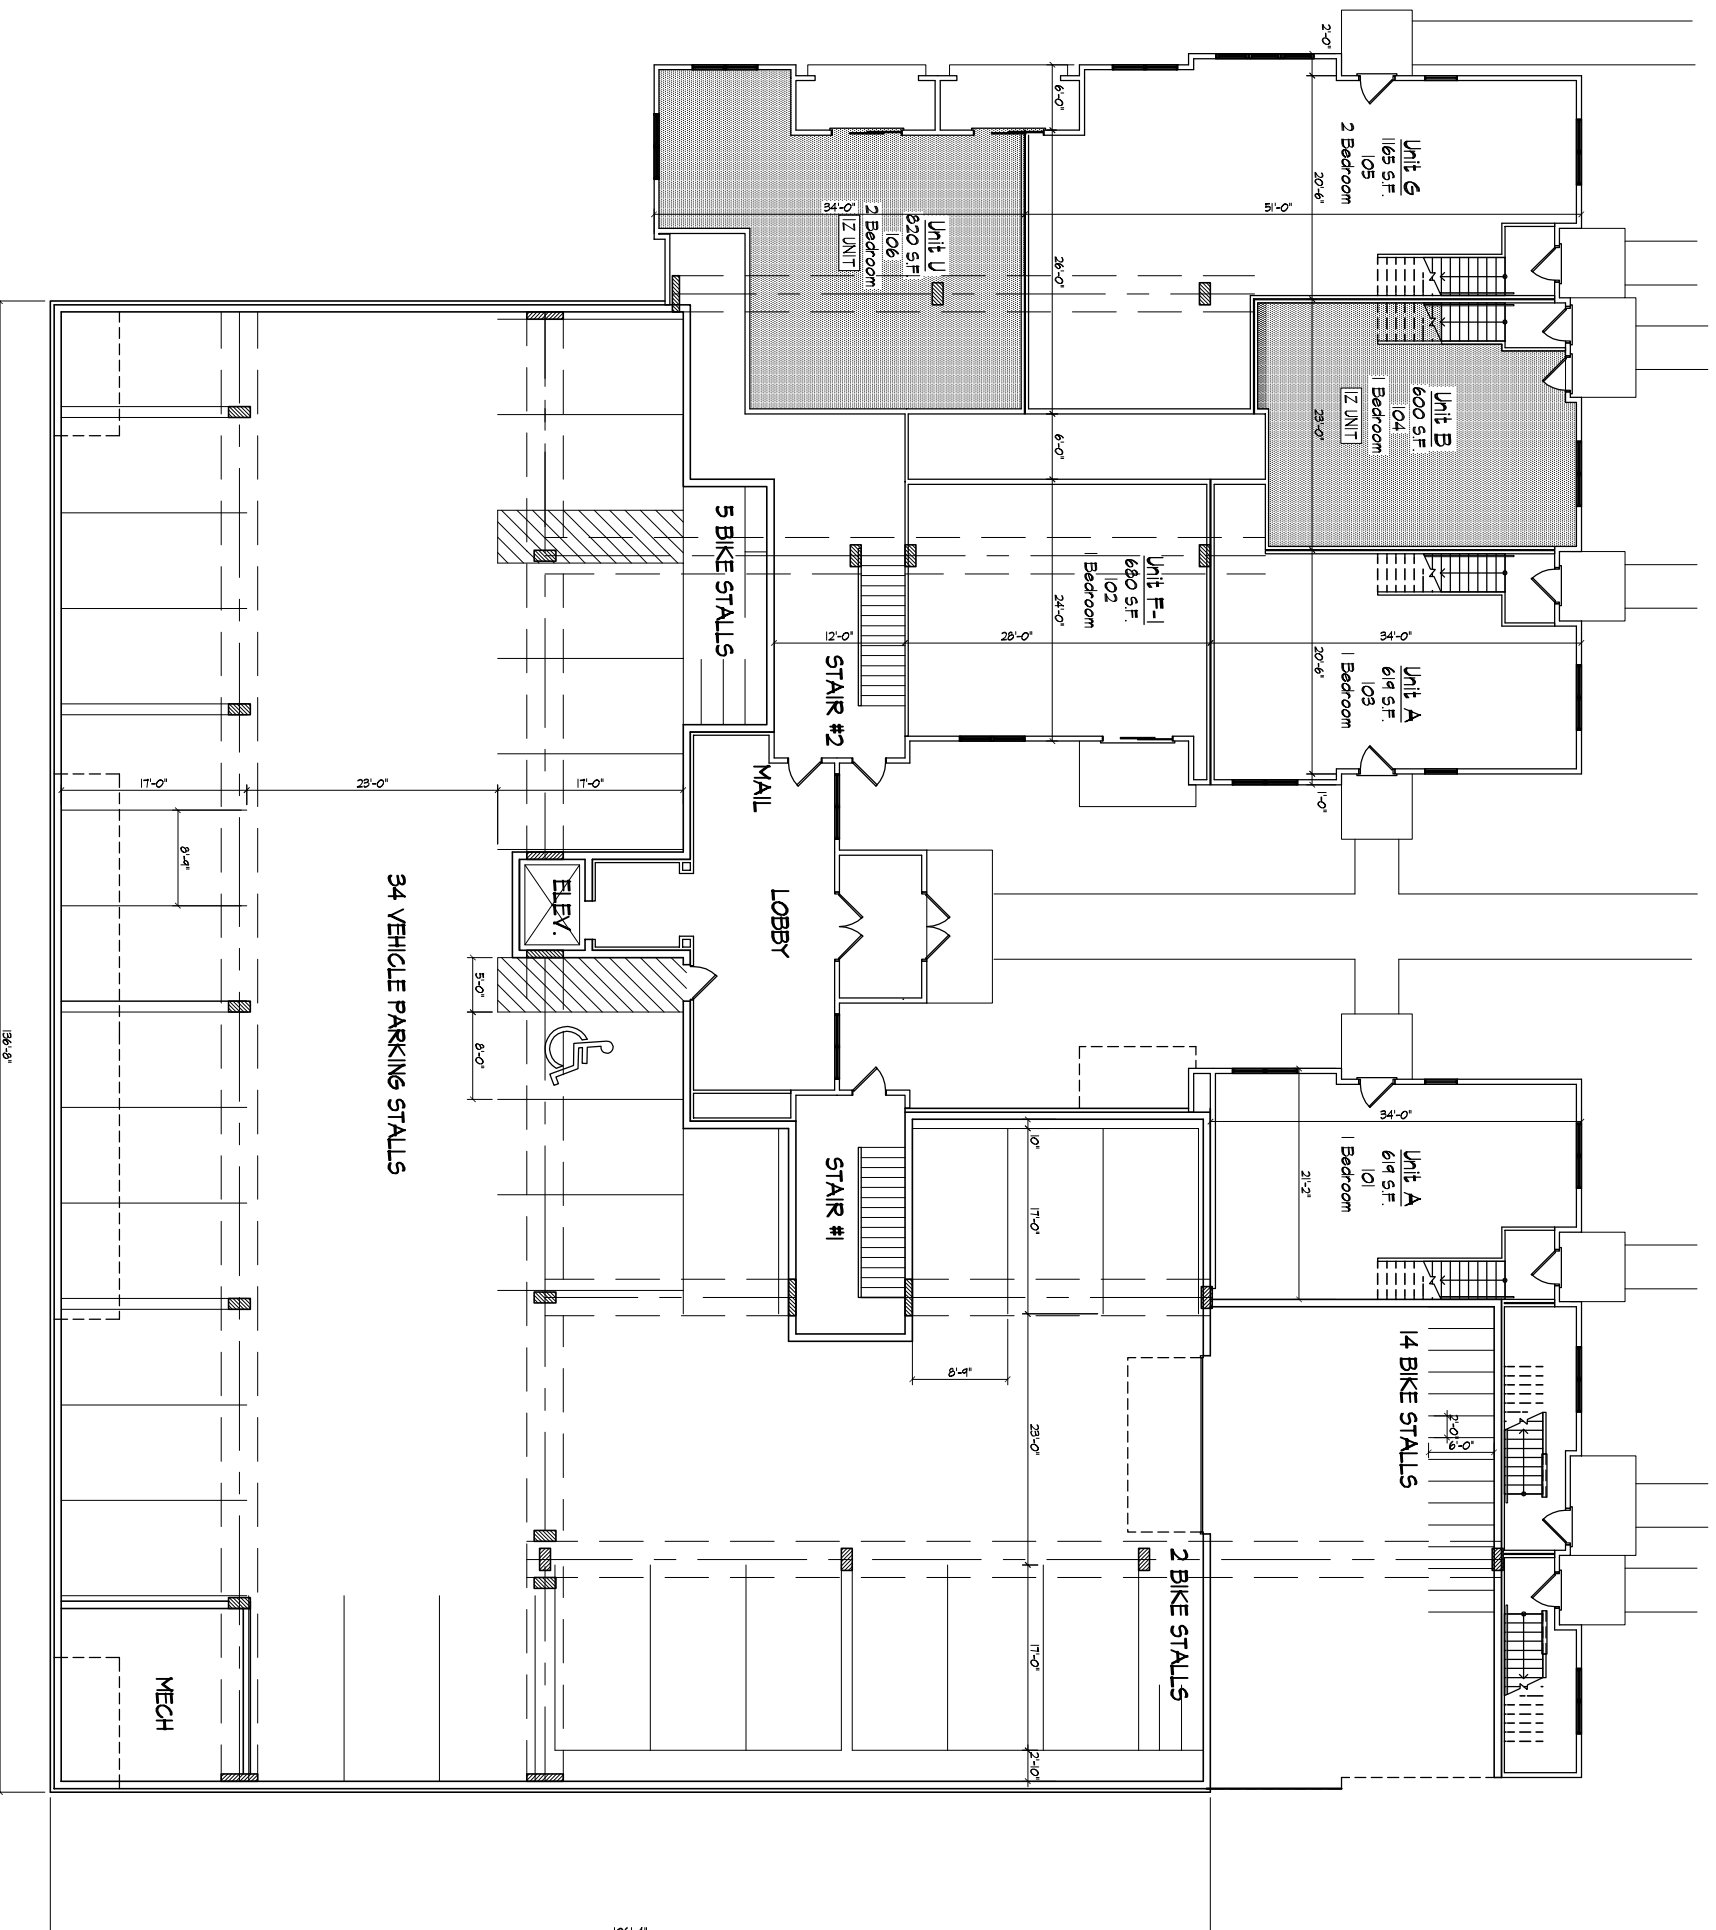 2'-0"
Unit G
1165 S.F.
105
2 Bedroom
20'-6"
51'-0"
6'-0"
34'-0"
Unit U
820 S.F.
106
2 Bedroom
IZ UNIT
26'-0"
Unit B
600 S.F.
104
1 Bedroom
IZ UNIT
23'-0"
6'-0"
5 BIKE STALLS
Unit F-1
680 S.F.
102
1 Bedroom
24'-0"
12'-0"
28'-0"
34'-0"
STAIR #2
Unit A
619 S.F.
103
1 Bedroom
20'-6"
1'-0"
MAIL
17'-0"
23'-0"
17'-0"
8'-9"
34 VEHICLE PARKING STALLS
ELEV.
LOBBY
5'-0"
8'-0"
136'-8"
34'-0"
Unit A
619 S.F.
101
1 Bedroom
21'-2"
10"
17'-0"
STAIR #1
8'-9"
23'-0"
14 BIKE STALLS
2'-0"
6'-0"
2 BIKE STALLS
17'-0"
2'-10"
MECH